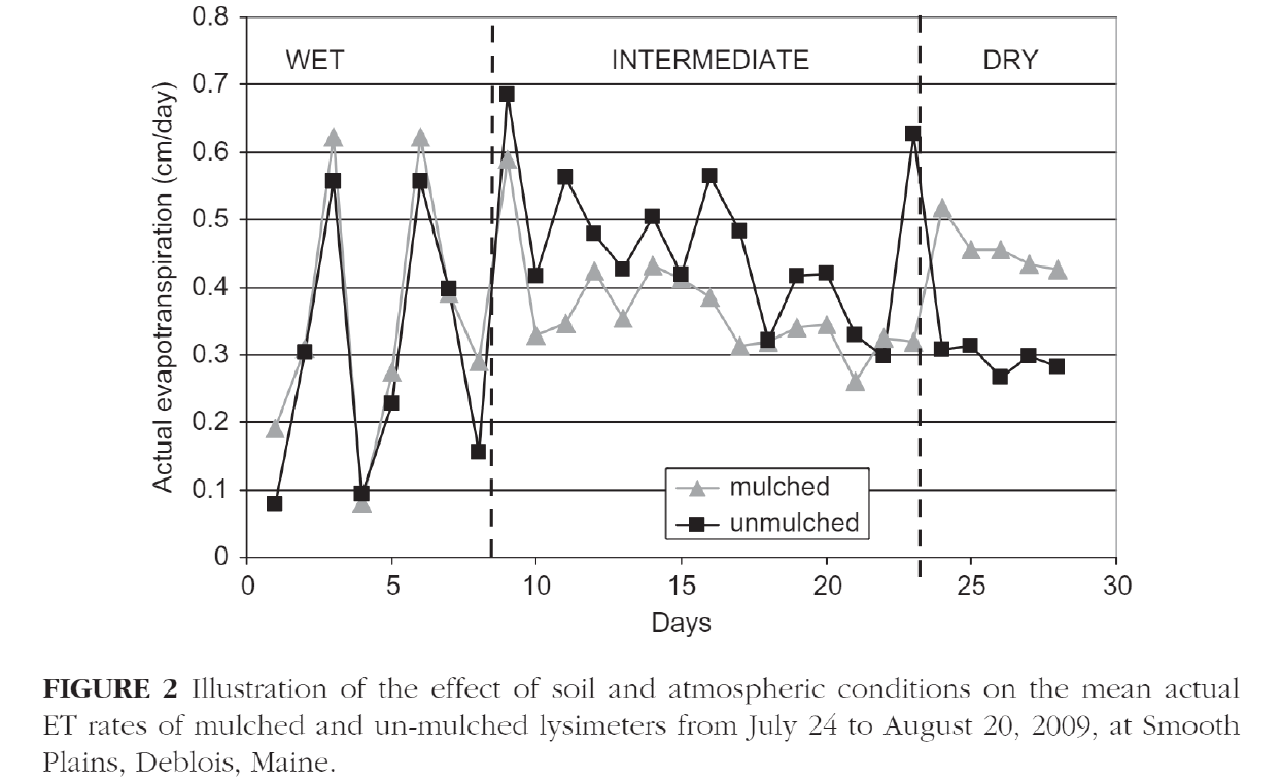 0.8
WET INTERMEDIATE DRY
0.7
0.6
0.5
0.4
0.3
0.2
0.1
0
Actual evapotranspiration (cm/day)
mulched
unmulched
0 5 10 15 20 25 30
Days
FIGURE 2 Illustration of the effect of soil and atmospheric conditions on the mean actual
ET rates of mulched and un-mulched lysimeters from July 24 to August 20, 2009, at Smooth
Plains, Deblois, Maine.